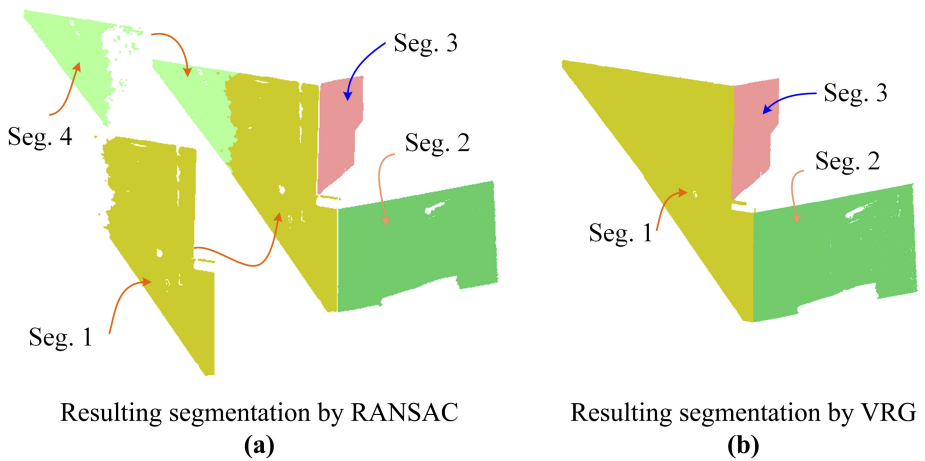 Seg. 3
Seg. 4
Seg. 2
Seg. 1
Resulting segmentation by RANSAC
(a)
Seg. 3
Seg. 2
Seg. 1
Resulting segmentation by VRG
(b)